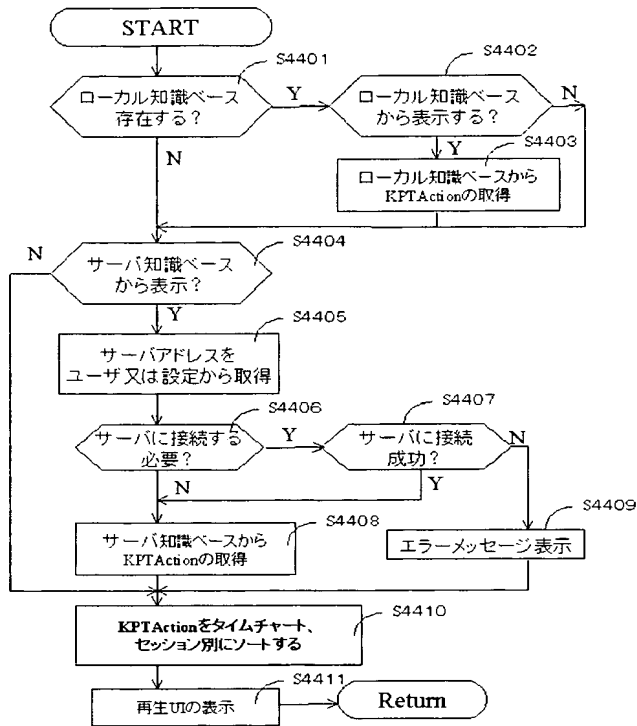 START
S4401
ローカル知識ベース
存在する?
Y
N
S4402
ローカル知識ベース
から表示する?
N
Y
S4403
ローカル知識ベースから
KPTActionの取得
S4404
サーバ知識ベース
から表示?
N
Y
S4405
サーバアドレスを
ユーザ又は設定から取得
S4406
サーバに接続する
必要?
Y
N
S4407
サーバに接続
成功?
N
Y
S4408
サーバ知識ベースから
KPTActionの取得
S4409
エラーメッセージ表示
S4410
KPTActionをタイムチャート、
セッション別にソートする
S4411
再生UIの表示
Return